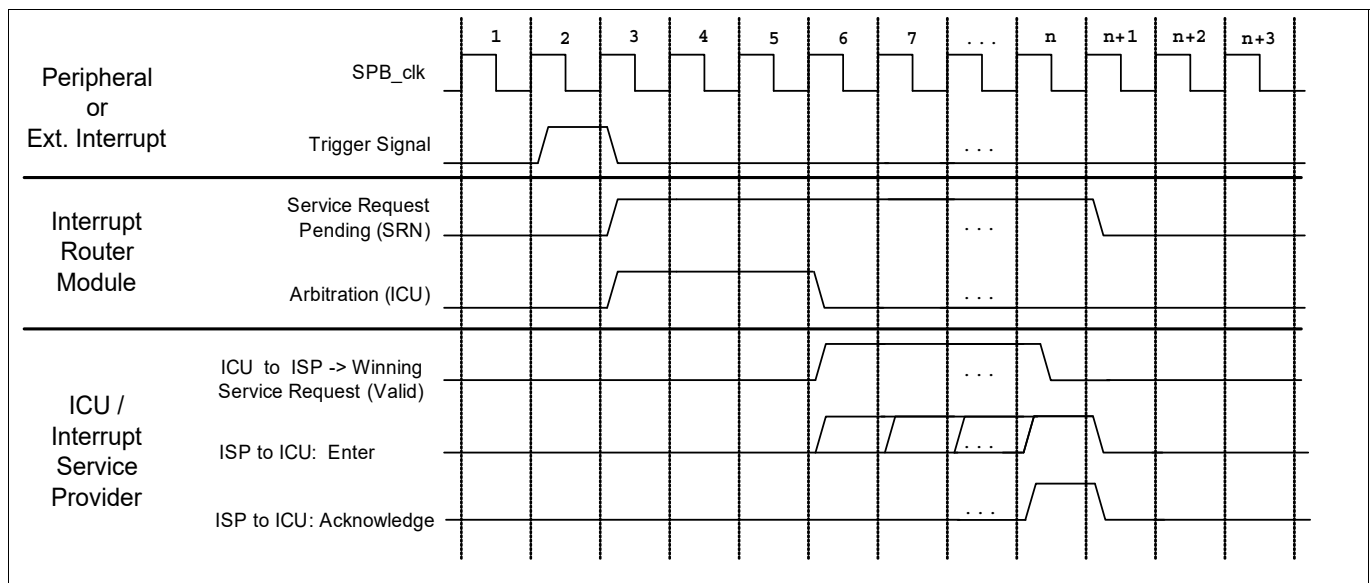 1 2 3 4 5 6 7 ... n n+1 n+2 n+3
Peripheral
or
Ext. Interrupt
SPB_clk
Trigger Signal
...
Interrupt
Router
Module
Service Request
Pending (SRN)
...
Arbitration (ICU)
...
ICU /
Interrupt
Service
Provider
ICU to ISP -> Winning
Service Request (Valid)
...
ISP to ICU: Enter
...
ISP to ICU: Acknowledge
...